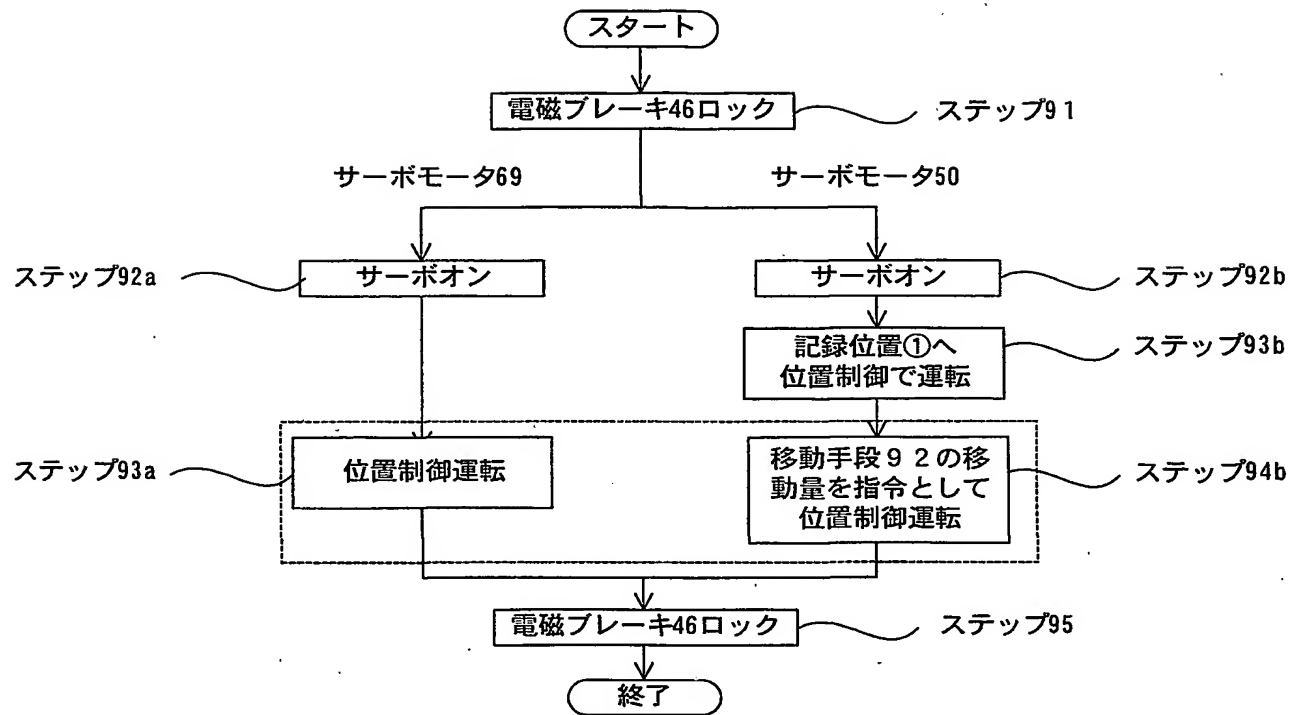 スタート
電磁ブレーキ46ロック
ステップ91
サーボモータ69
サーボモータ50
ステップ92a
サーボオン
サーボオン
ステップ92b
記録位置①へ
位置制御で運転
ステップ93b
ステップ93a
位置制御運転
移動手段92の移
動量を指令として
位置制御運転
ステップ94b
電磁ブレーキ46ロック
ステップ95
終了